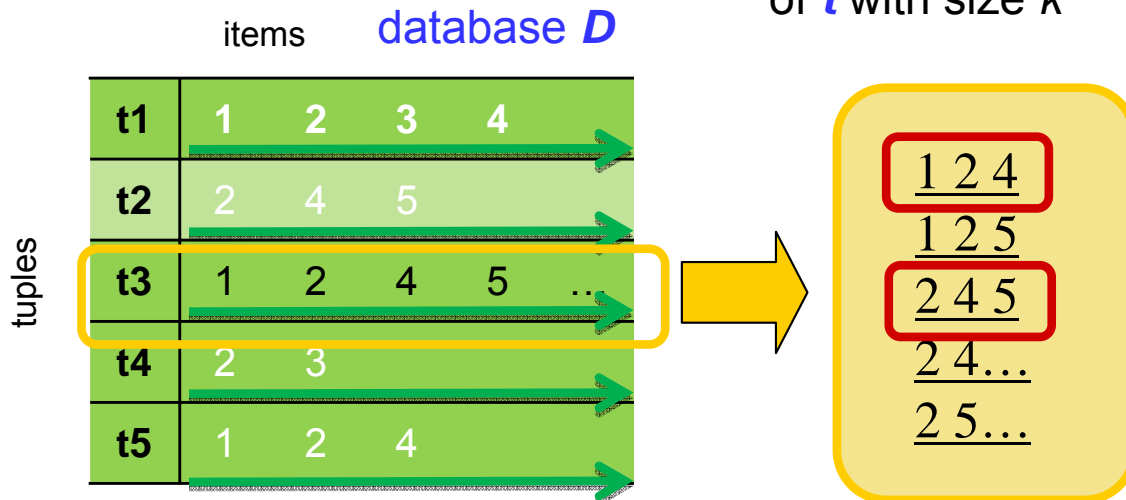 of t with size k
items database D
tuples
t1 1 2 3 4
t2 2 4 5
t3 1 2 4 5 ...
t4 2 3
t5 1 2 4
1 2 4
1 2 5
2 4 5
2 4...
2 5...